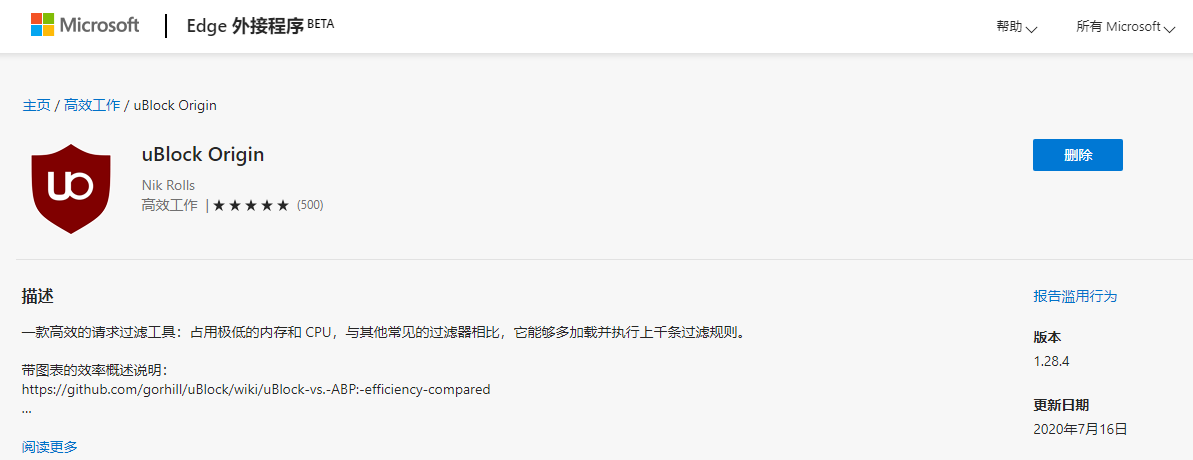 Microsoft | Edge 外接程序 BETA 帮助 所有 Microsoft
主页 / 高效工作 / uBlock Origin
uBlock Origin
删除
Nik Rolls
高效工作 | ★ ★ ★ ★ ★ (500)
uo
描述
一款高效的请求过滤工具：占用极低的内存和 CPU，与其他常见的过滤器相比，它能够多加载并执行上千条过滤规则。
带图表的效率概述说明：
https://github.com/gorhill/uBlock/wiki/uBlock-vs.-ABP:-efficiency-compared
...
阅读更多
报告滥用行为
版本
1.28.4
更新日期
2020年7月16日